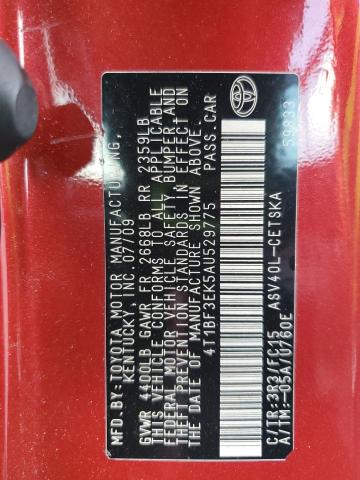 MFD.BY:TOYOTA MOTOR MANUFACTURING,
KENTUCKY, INC. 07/09
GVWR 4400LB GAWR FR 2668LB RR 2359LB
THIS VEHICLE CONFORMS TO ALL APPLICABLE
FEDERAL MOTOR VEHICLE SAFETY, BUMPER, AND
THEFT PREVENTION STANDARDS IN EFFECT ON
THE DATE OF MANUFACTURE SHOWN ABOVE.
4T1BF3EK5AU529775 PASS.CAR
C/TR:3R3/FC15 ASV40L-CETSKA
A/TM:-05A/U760E 59833